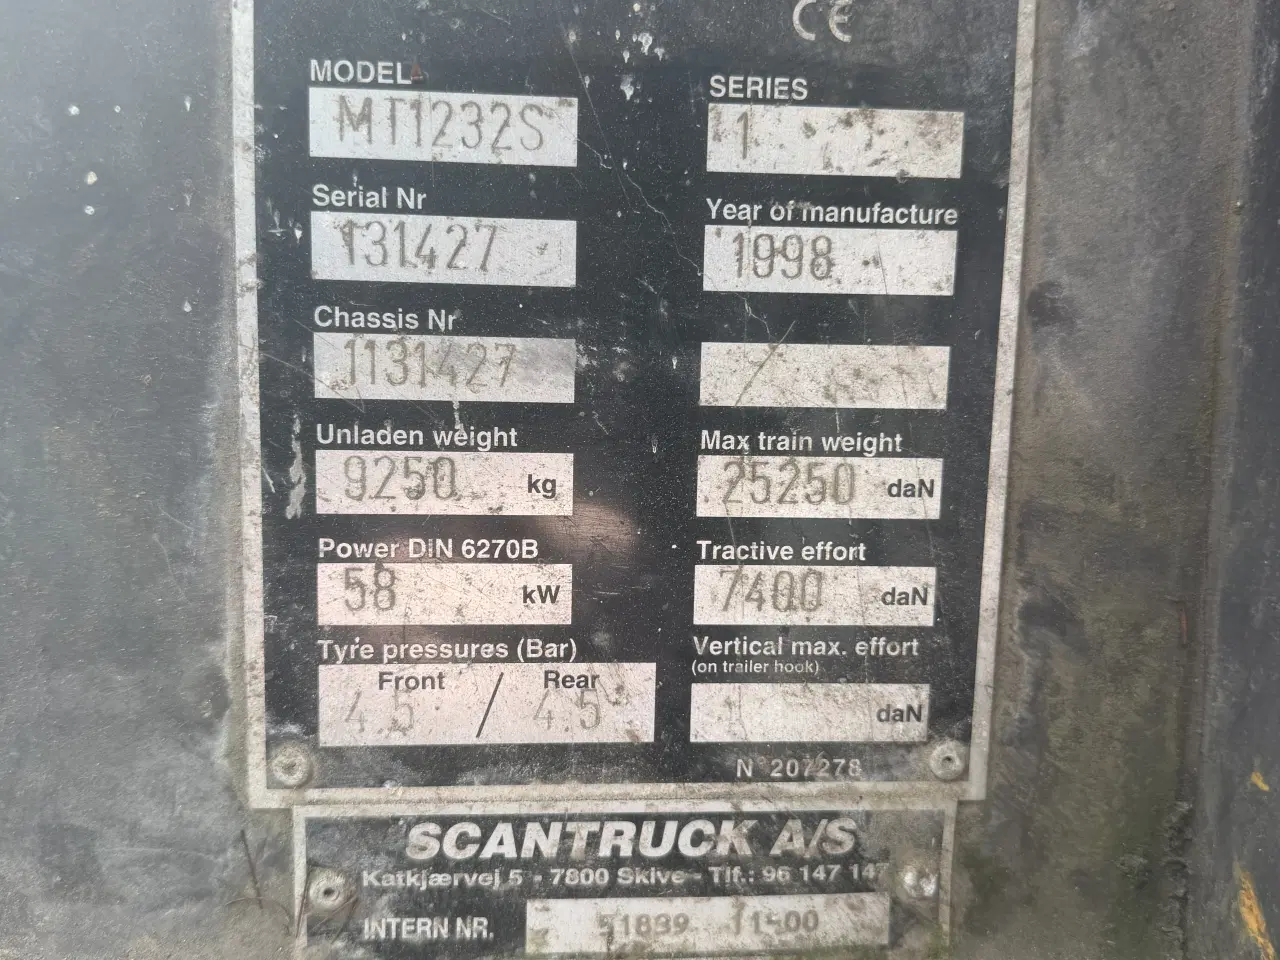 CE
MODEL
MT1232S
SERIES
1
Serial Nr
131427
Year of manufacture
1998
Chassis Nr
1131427
Unladen weight
9250 kg
Max train weight
25250 daN
Power DiN 6270B
58 kW
Tractive effort
7400 daN
Tyre pressures (Bar)
Front / Rear
4.5 4.5
Vertical max. effort
(on trailer hook)
daN
N° 207278
SCANTRUCK A/S
Katkjærvej 5 - 7800 Skive - Tlf.: 96 147 147
INTERN NR.